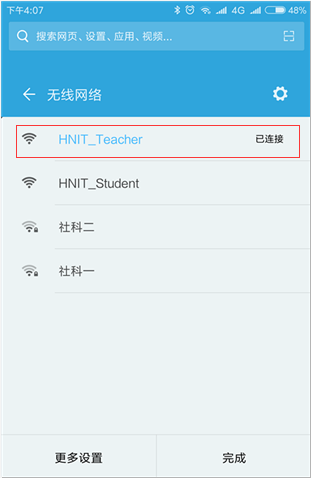 下午4:07 4G 48%
搜索网页、设置、应用、视频...
无线网络
HNIT_Teacher 已连接
HNIT_Student
社科二
社科一
更多设置 完成